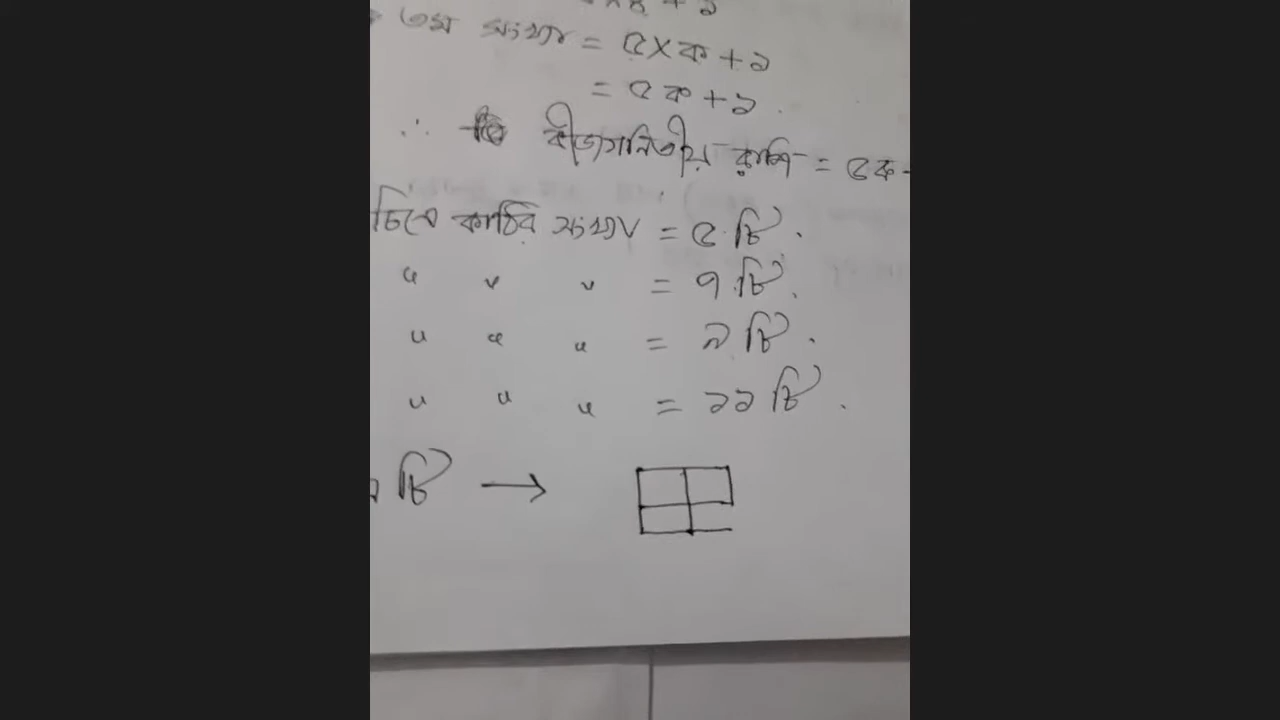 তম সংখ্যা = ৫×ক + ১
= ৫ক + ১
∴ বীজগানিতীয় রাশি = ৫ক
চিত্রে কাঠির সংখ্যা = ৫ টি .
" " " = ৭ টি .
" " " = ৯ টি .
" " " = ১১ টি .
টি →